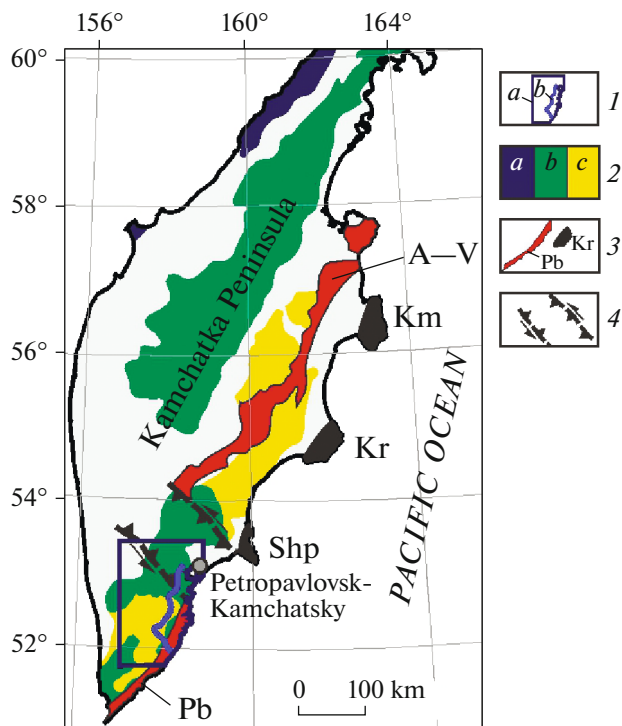 156° 160° 164°
60°
58°
56°
54°
52°
Kamchatka Peninsula
A—V
Km
Kr
Shp
Petropavlovsk-
Kamchatsky
Pb
PACIFIC OCEAN
0 100 km
a b 1
a b c 2
Pb Kr 3
4